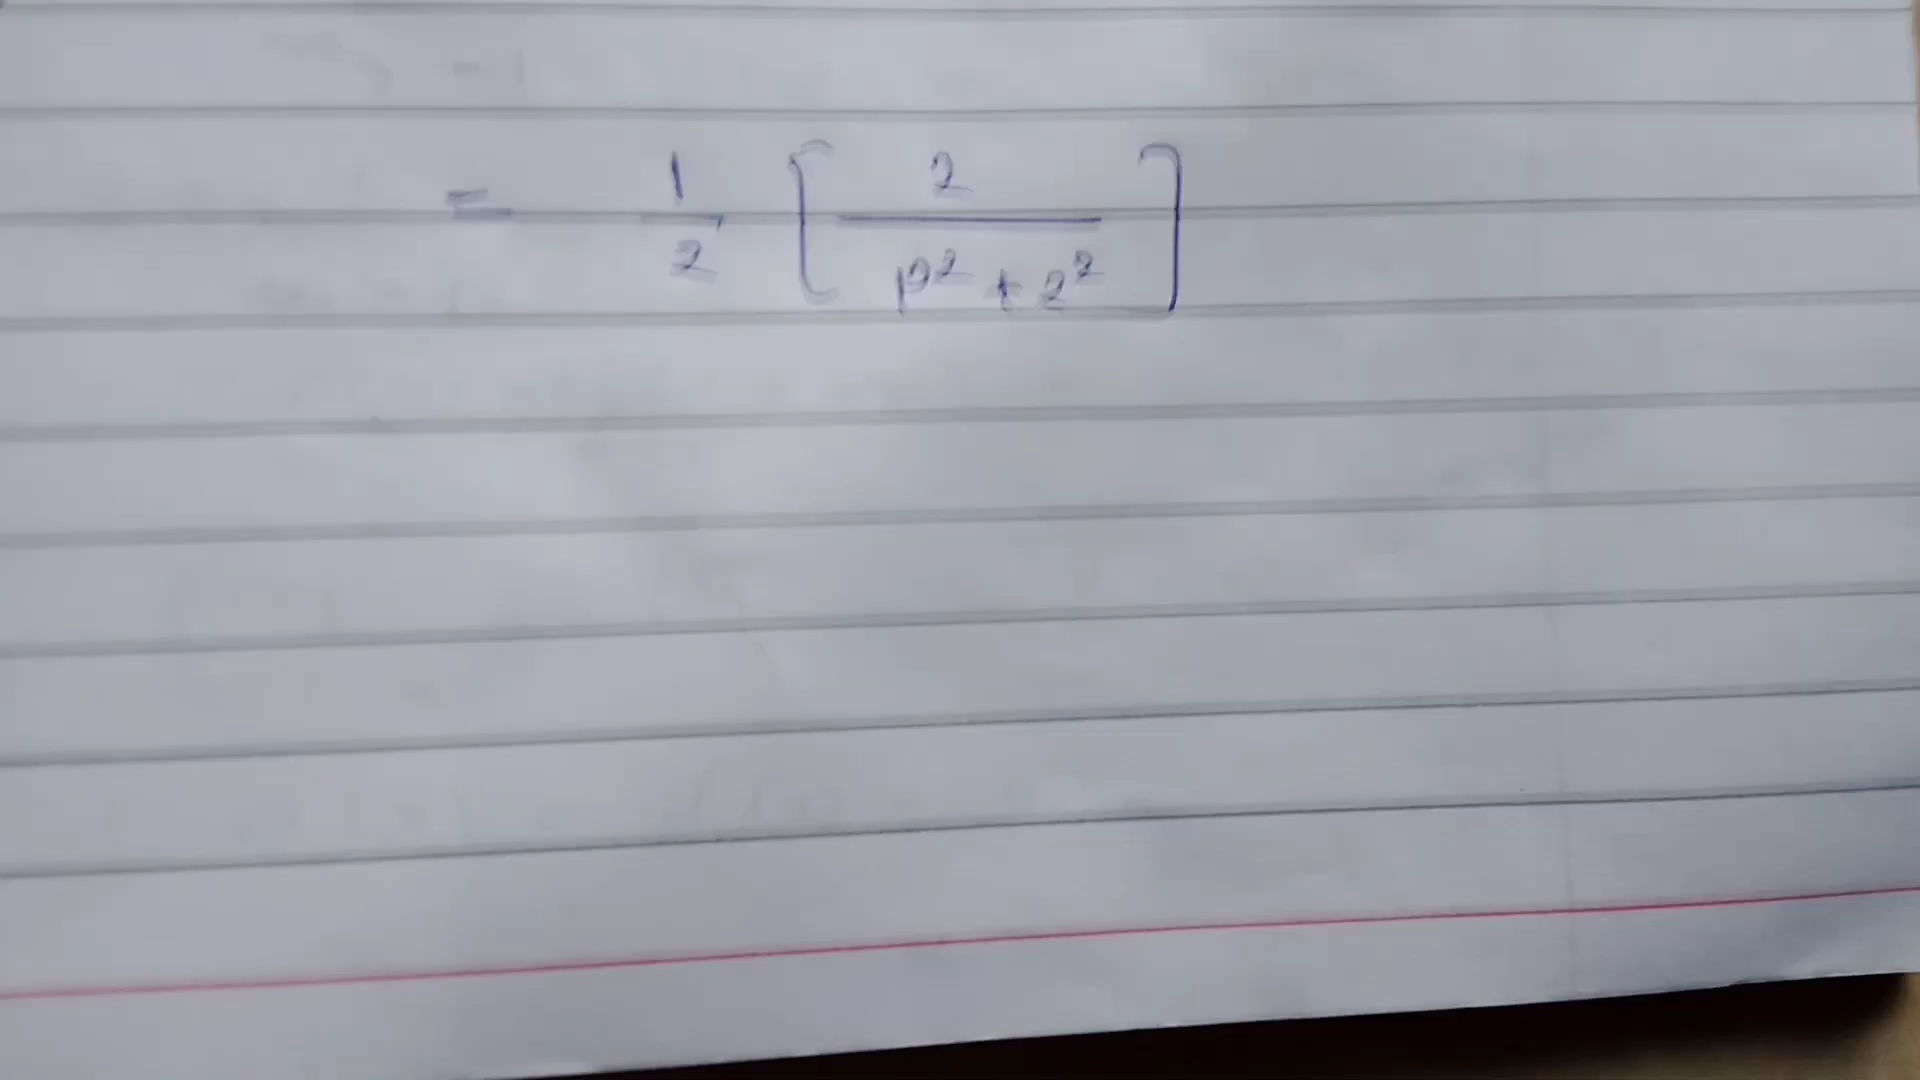 = 1/2 [ 2 / p² + 2² ]